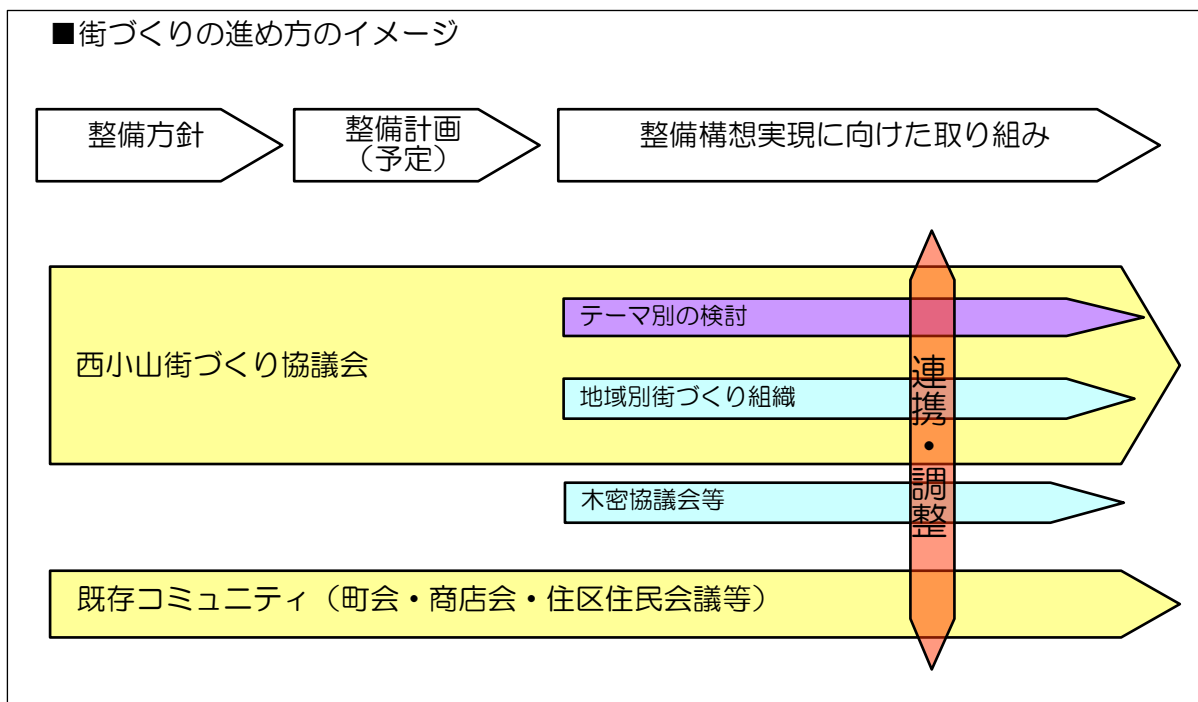 ■街づくりの進め方のイメージ
整備方針
整備計画
（予定）
整備構想実現に向けた取り組み
テーマ別の検討
西小山街づくり協議会
地域別街づくり組織
連携・調整
木密協議会等
既存コミュニティ（町会・商店会・住区住民会議等）